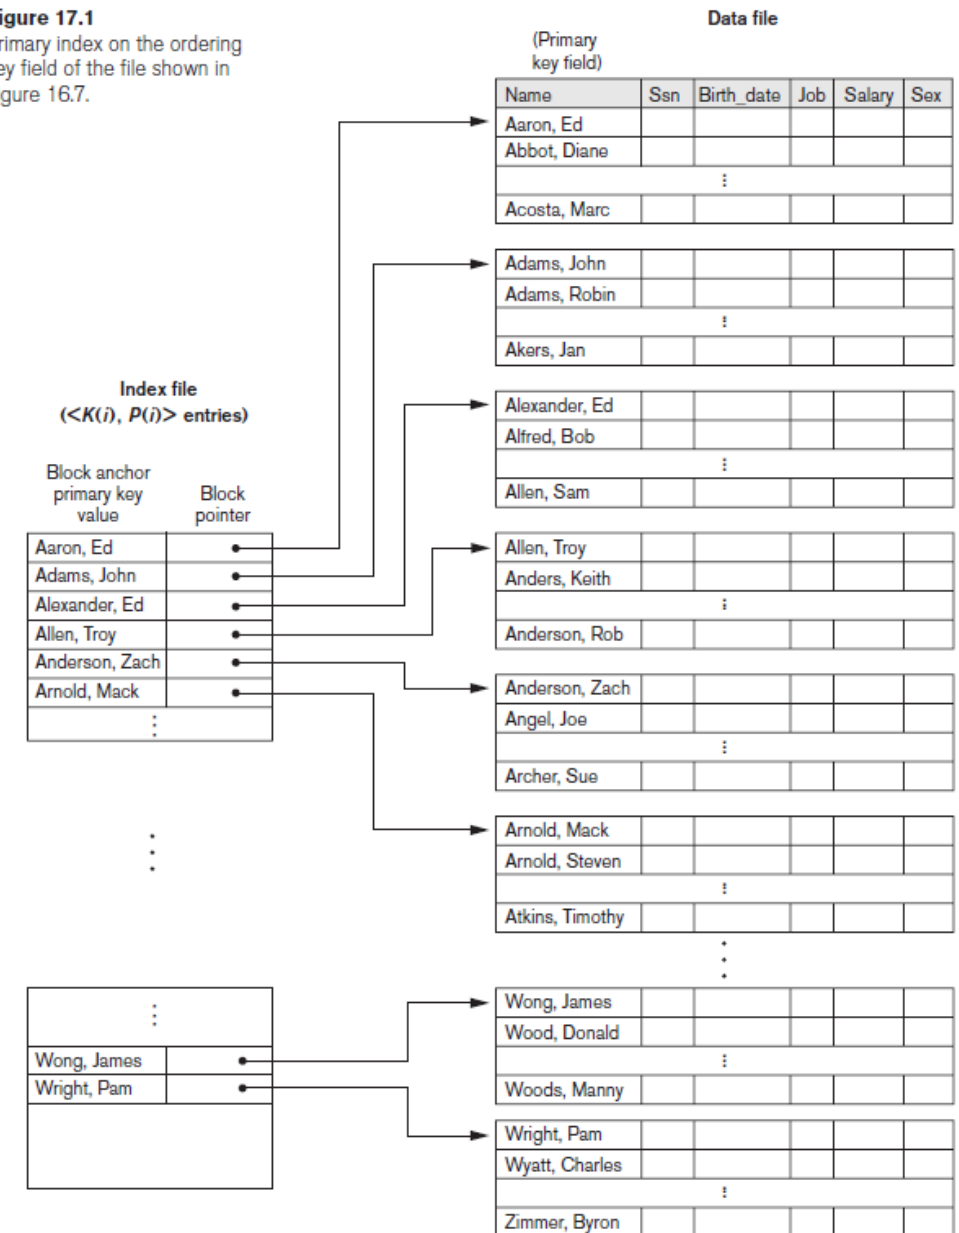 igure 17.1
rimary index on the ordering
ey field of the file shown in
igure 16.7.
Data file
(Primary
key field)
Name Ssn Birth_date Job Salary Sex
Aaron, Ed
Abbot, Diane
Acosta, Marc
Adams, John
Adams, Robin
Akers, Jan
Alexander, Ed
Alfred, Bob
Allen, Sam
Allen, Troy
Anders, Keith
Anderson, Rob
Anderson, Zach
Angel, Joe
Archer, Sue
Arnold, Mack
Arnold, Steven
Atkins, Timothy
Wong, James
Wood, Donald
Woods, Manny
Wright, Pam
Wyatt, Charles
Zimmer, Byron
Index file
(<K(i), P(i)> entries)
Block anchor
primary key
value
Block
pointer
Aaron, Ed
Adams, John
Alexander, Ed
Allen, Troy
Anderson, Zach
Arnold, Mack
Wong, James
Wright, Pam